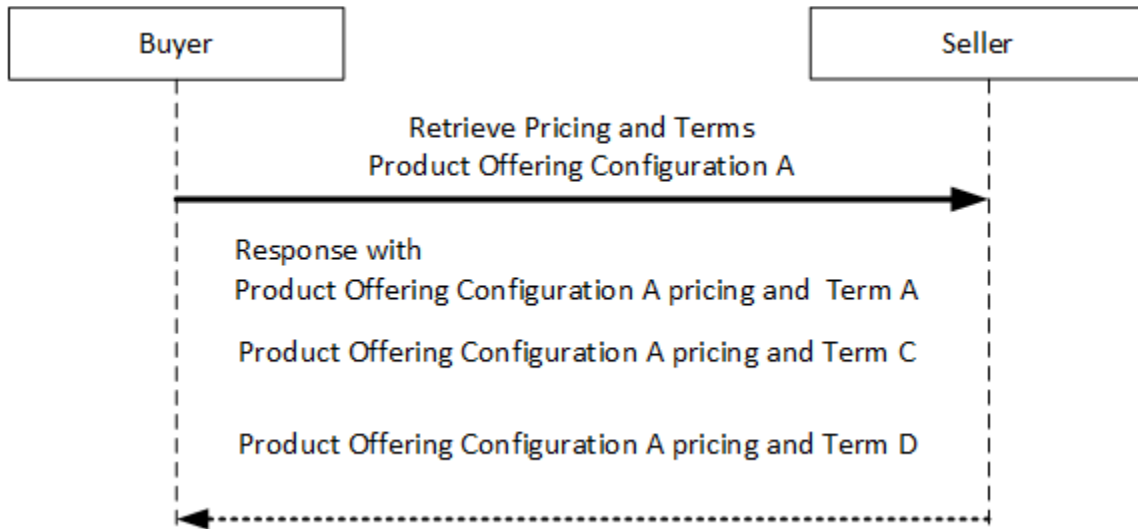 Buyer
Seller
Retrieve Pricing and Terms
Product Offering Configuration A
Response with
Product Offering Configuration A pricing and  Term A
Product Offering Configuration A pricing and Term C
Product Offering Configuration A pricing and Term D